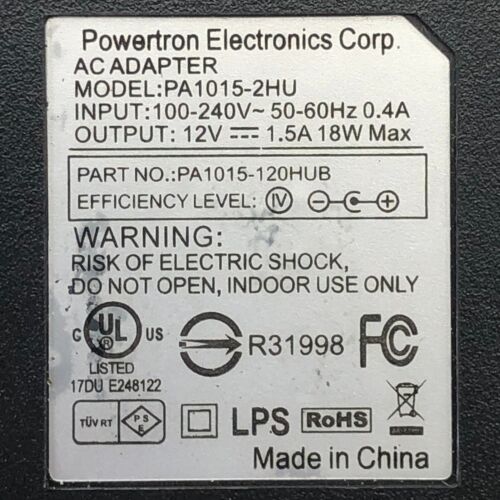 Powertron Electronics Corp.
AC ADAPTER
MODEL:PA1015-2HU
INPUT:100-240V~ 50-60Hz 0.4A
OUTPUT: 12V ⎓ 1.5A 18W Max
PART NO.:PA1015-120HUB
EFFICIENCY LEVEL: IV
WARNING:
RISK OF ELECTRIC SHOCK,
DO NOT OPEN, INDOOR USE ONLY
C UL US ®
LISTED
17DU E248122
R31998
FC
TÜV RT
P S E
LPS
RoHS
Made in China